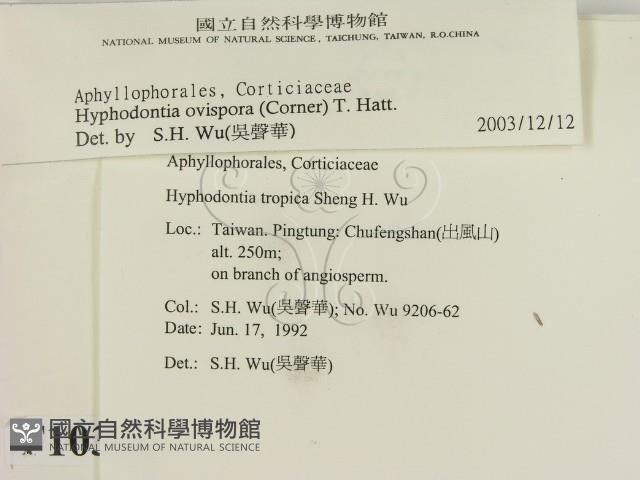 國立自然科學博物館
NATIONAL MUSEUM OF NATURAL SCIENCE, TAICHUNG, TAIWAN, R.O.CHINA
Aphyllophorales, Corticiaceae
Hyphodontia ovispora (Corner) T. Hatt.
Det. by S.H. Wu(吳聲華) 2003/12/12
Aphyllophorales, Corticiaceae
Hyphodontia tropica Sheng H. Wu
Loc.: Taiwan. Pingtung: Chufengshan(出風山)
alt. 250m;
on branch of angiosperm.
Col.: S.H. Wu(吳聲華); No. Wu 9206-62
Date: Jun. 17, 1992
Det.: S.H. Wu(吳聲華)
國立自然科學博物館
NATIONAL MUSEUM OF NATURAL SCIENCE